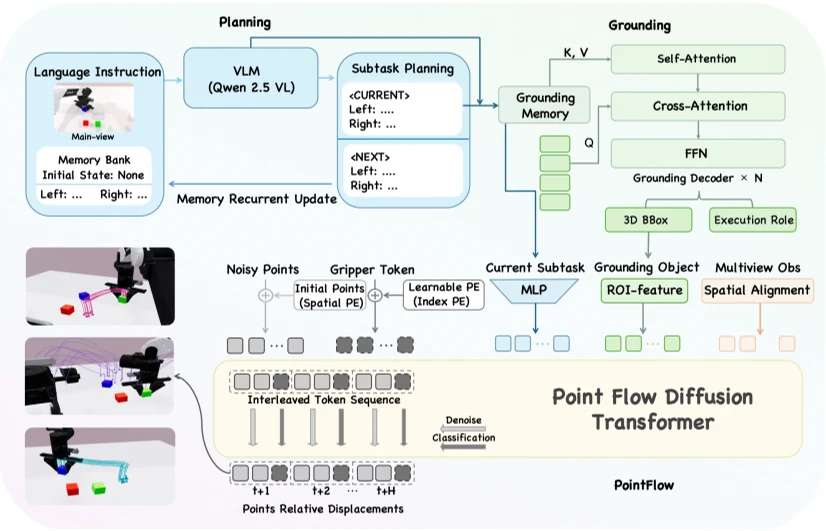 Planning
Grounding
Language Instruction
Main-view
Memory Bank
Initial State: None
Left: ... Right: ...
VLM
(Qwen 2.5 VL)
Subtask Planning
<CURRENT>
Left: ....
Right: ...
<NEXT>
Left: ....
Right: ...
Memory Recurrent Update
Grounding
Memory
K, V
Q
Self-Attention
Cross-Attention
FFN
Grounding Decoder × N
3D BBox
Execution Role
Noisy Points
Gripper Token
Initial Points
(Spatial PE)
Learnable PE
(Index PE)
Current Subtask
MLP
Grounding Object
ROI-feature
Multiview Obs
Spatial Alignment
...
...
...
...
Interleaved Token Sequence
Denoise
Classification
Point Flow Diffusion
Transformer
t+1 t+2 ... t+H
Points Relative Displacements
PointFlow